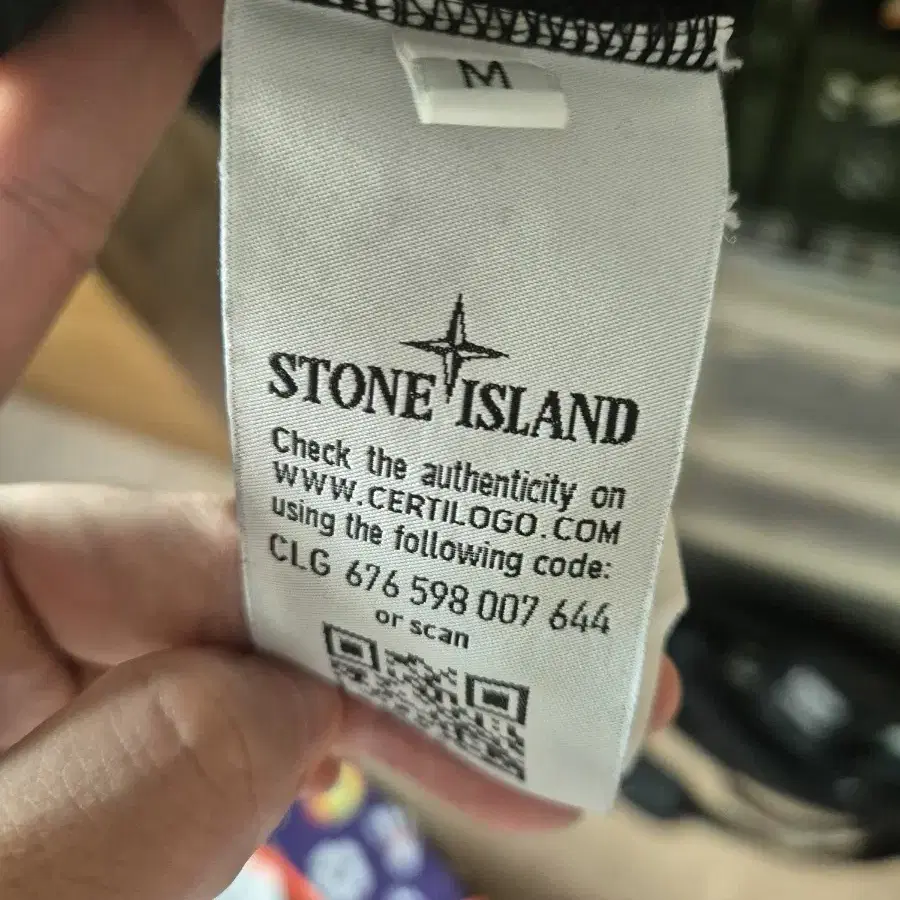 M
STONE ISLAND
Check the authenticity on
WWW.CERTILOGO.COM
using the following code:
CLG 676 598 007 644
or scan